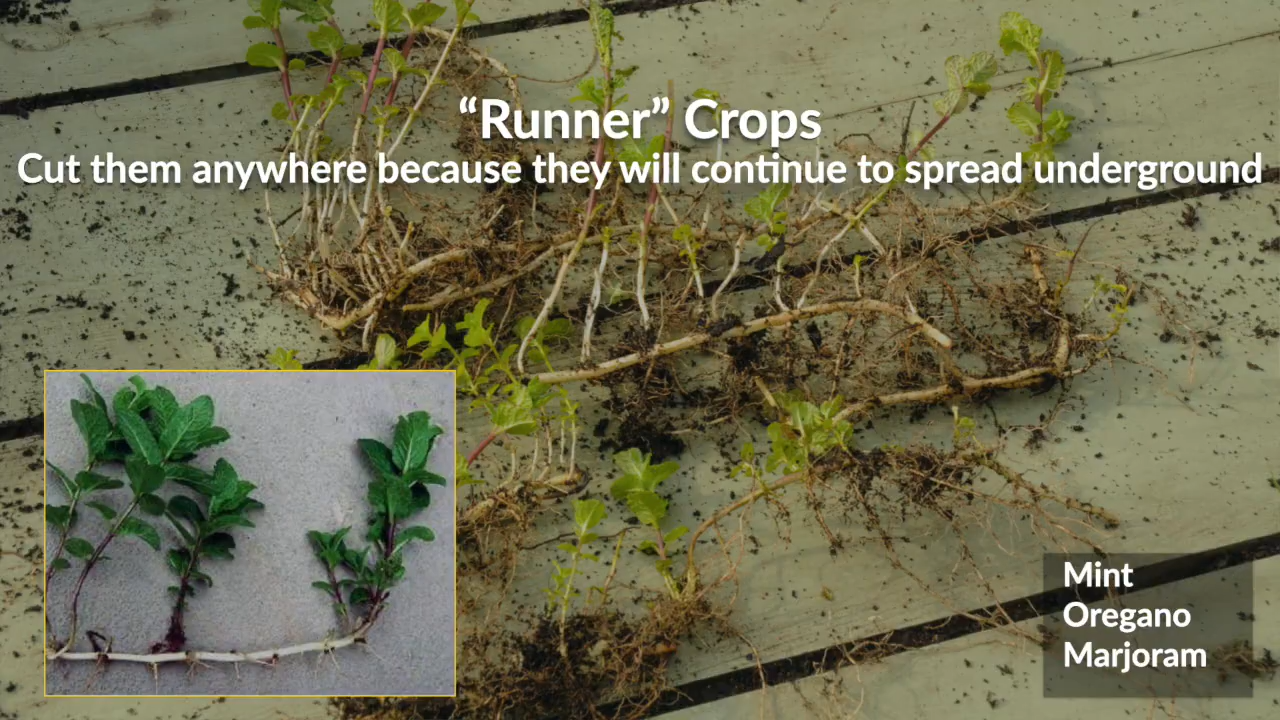 “Runner” Crops
Cut them anywhere because they will continue to spread underground
Mint
Oregano
Marjoram